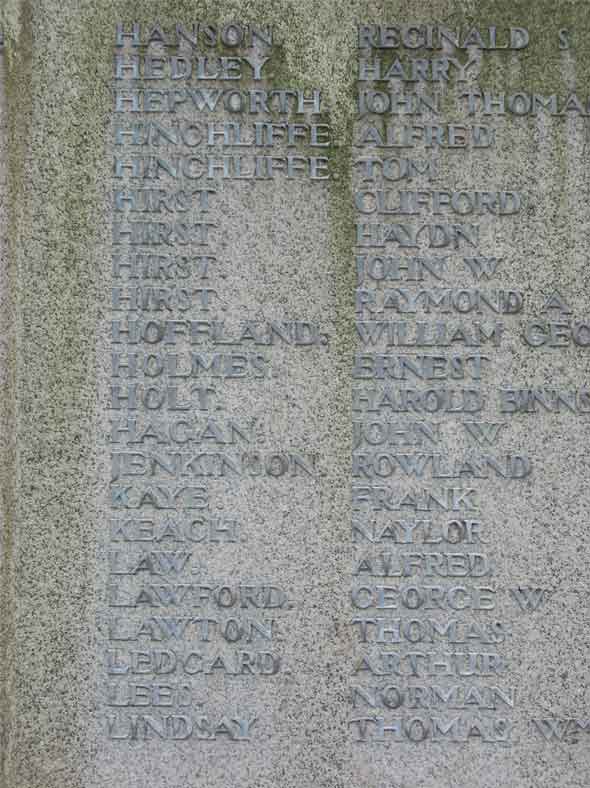 HANSON. REGINALD S
HEDLEY. HARRY
HEPWORTH. JOHN THOMA
HINCHLIFFE. ALFRED
HINCHLIFFE. TOM
HIRST. CLIFFORD
HIRST. HAYDN
HIRST. JOHN W
HIRST. RAYMOND A
HOFFLAND. WILLIAM GEO
HOLMES. ERNEST
HOLT. HAROLD BINNS
HAGAN. JOHN W
JENKINSON. ROWLAND
KAYE FRANK
KEACH. NAYLOR
LAW. ALFRED
LAWFORD. GEORGE W
LAWTON. THOMAS
LEDGARD. ARTHUR
LEES. NORMAN
LINDSAY. THOMAS WM